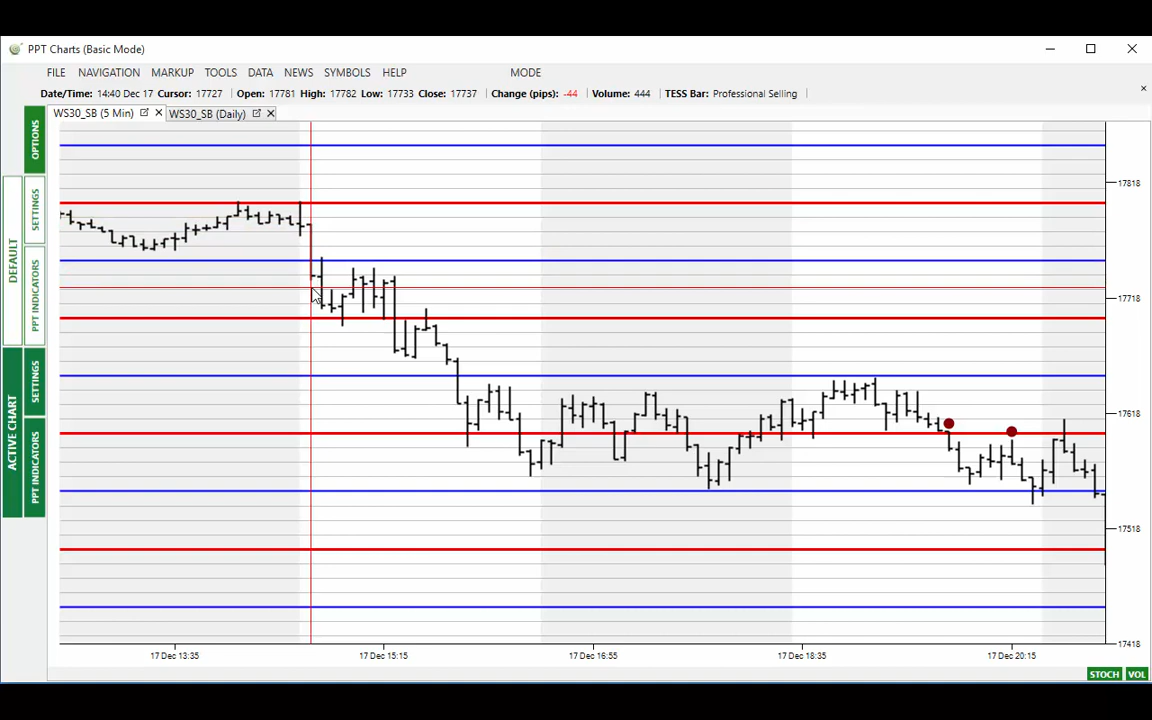 PPT Charts (Basic Mode)
FILE NAVIGATION MARKUP TOOLS DATA NEWS SYMBOLS HELP MODE
Date/Time: 14:40 Dec 17 Cursor: 17727 Open: 17781 High: 17782 Low: 17733 Close: 17737 Change (pips): -44 Volume: 444 TESS Bar: Professional Selling
WS30_SB (5 Min) WS30_SB (Daily)
OPTIONS
DEFAULT
SETTINGS
PPT INDICATORS
ACTIVE CHART
SETTINGS
PPT INDICATORS
17818
17718
17618
17518
17418
17 Dec 13:35 17 Dec 15:15 17 Dec 16:55 17 Dec 18:35 17 Dec 20:15
STOCH VOL